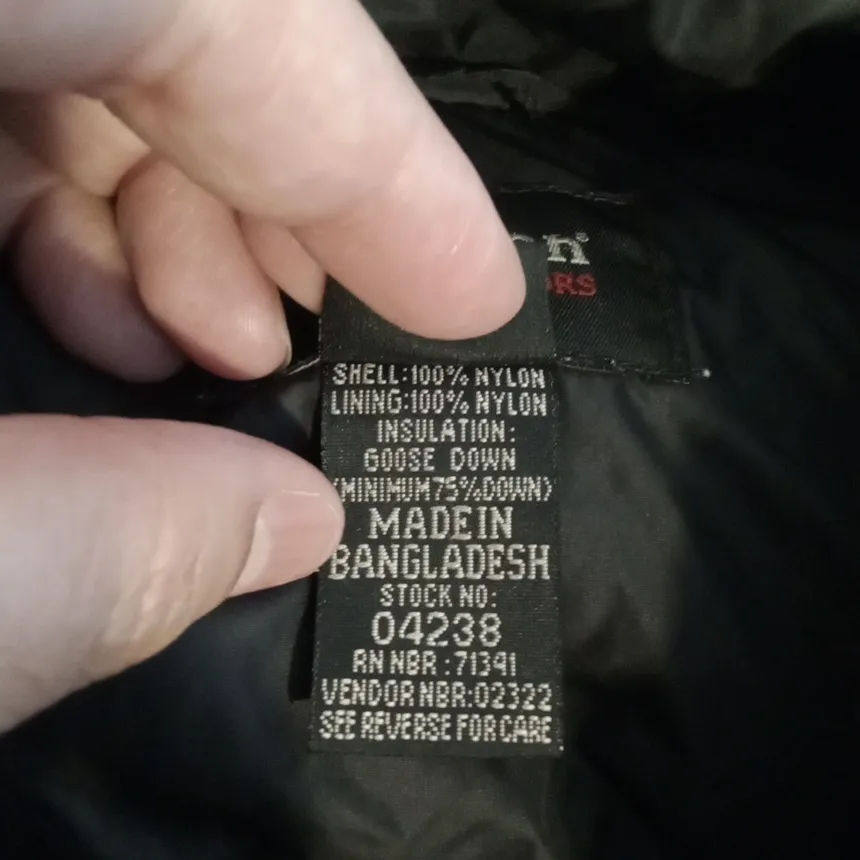 n®
RS
SHELL:100% NYLON
LINING:100% NYLON
INSULATION:
GOOSE DOWN
(MINIMUM75%DOWN)
MADE IN
BANGLADESH
STOCK NO:
04238
RN NBR :71341
VENDOR NBR:02322
SEE REVERSE FOR CARE